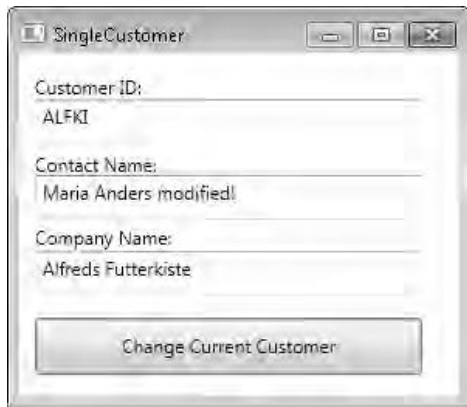 SingleCustomer
Customer ID:
ALFKI
Contact Name:
Maria Anders modified!
Company Name:
Alfreds Futterkiste
Change Current Customer